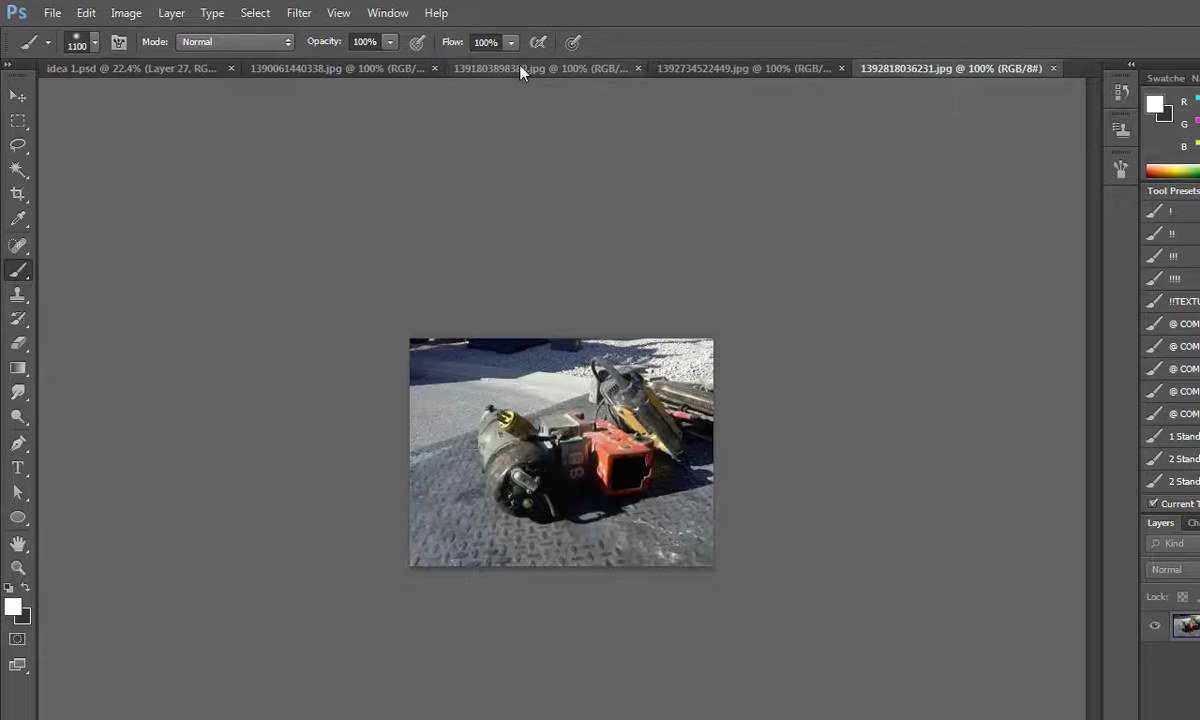 Ps File Edit Image Layer Type Select Filter View Window Help
1100 Mode: Normal Opacity: 100% Flow: 100%
idea 1.psd @ 22.4% (Layer 27, RG... × 1390061440338.jpg @ 100% (RGB/... × .jpg @ 100% (RGB/... × 1392734522449.jpg @ 100% (RGB/... × 1392818036231.jpg @ 100% (RGB/8#) ×
Swatche Na
R
G
B
Tool Presets
!
!!
!!!
!!!!
!!TEXTU
@ COM
@ COM
@ COM
@ COM
@ COM
1 Stand
2 Stand
2 Stand
Current T
Layers Ch
Kind
Normal
Lock: